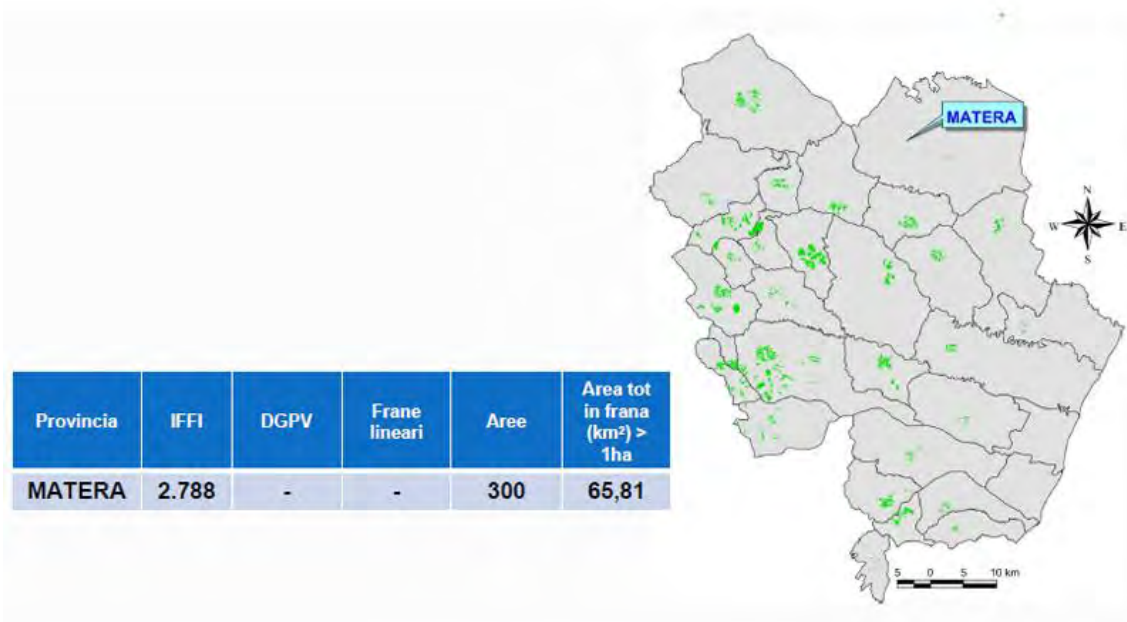 MATERA
N
W
E
S
Provincia IFFI DGPV Frane lineari Aree Area tot in frana (km²) > 1ha
MATERA 2.788 - - 300 65,81
5 0 5 10 km